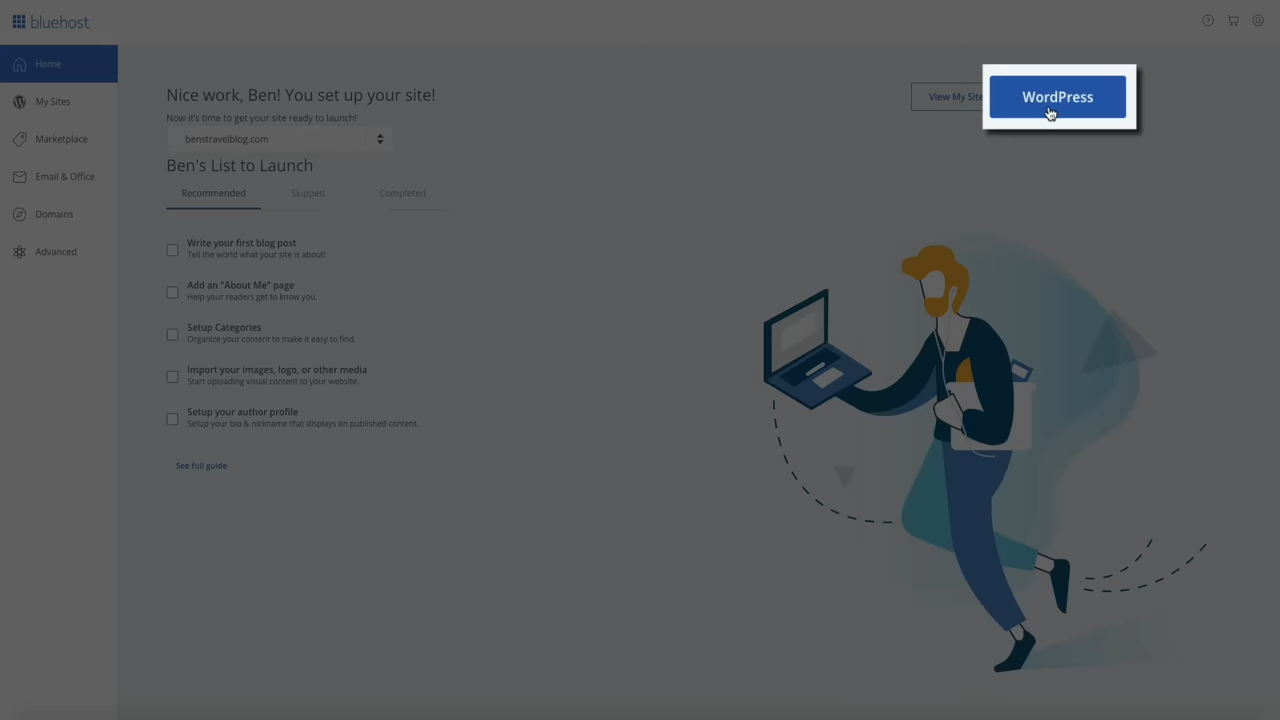 bluehost
Home
My Sites
Marketplace
Email & Office
Domains
Advanced
Nice work, Ben! You set up your site!
Now it's time to get your site ready to launch!
benstravelblog.com
View My Site
WordPress
Ben's List to Launch
Recommended Skipped Completed
Write your first blog post
Tell the world what your site is about!
Add an "About Me" page
Help your readers get to know you.
Setup Categories
Organize your content to make it easy to find.
Import your images, logo, or other media
Start uploading visual content to your website.
Setup your author profile
Setup your bio & nickname that displays on published content.
See full guide